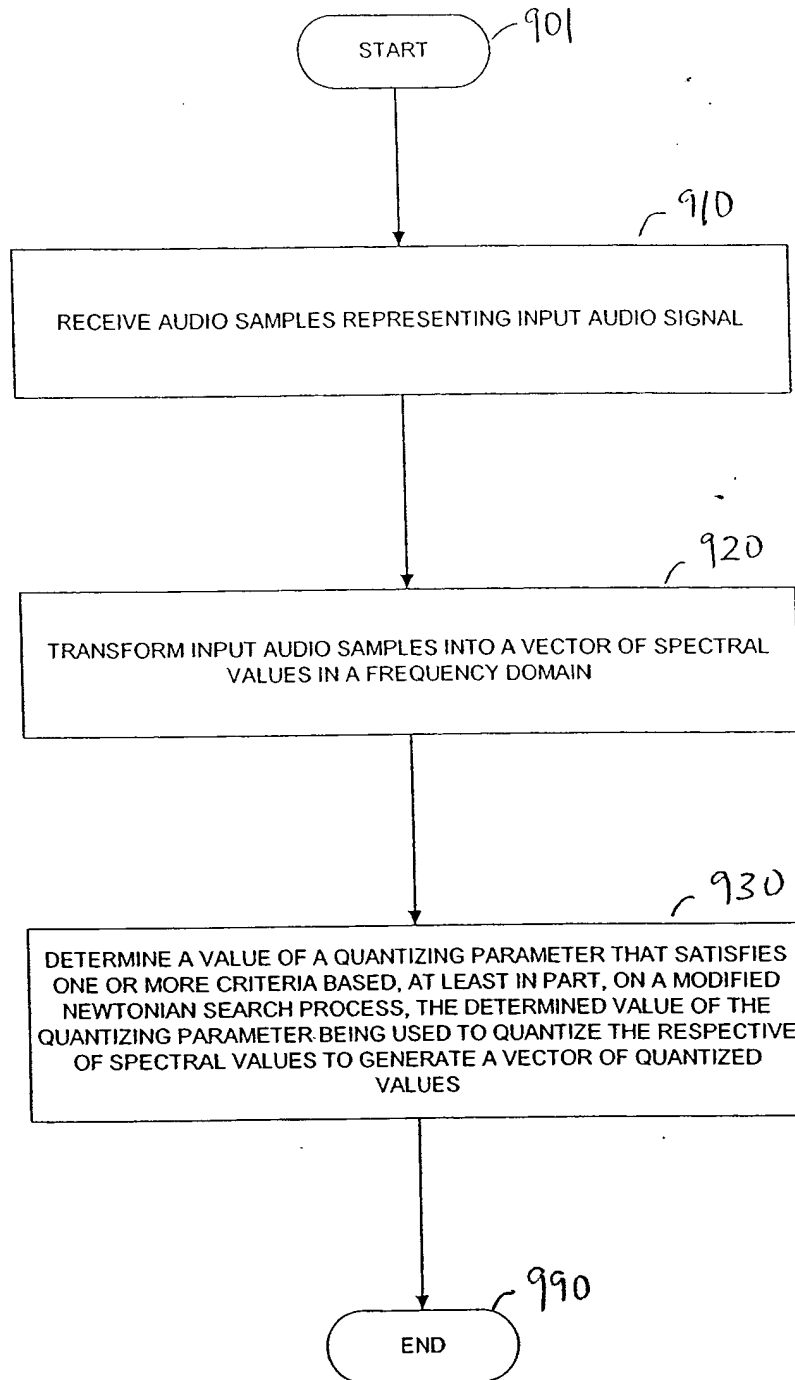 START
901
910
RECEIVE AUDIO SAMPLES REPRESENTING INPUT AUDIO SIGNAL
920
TRANSFORM INPUT AUDIO SAMPLES INTO A VECTOR OF SPECTRAL
VALUES IN A FREQUENCY DOMAIN
930
DETERMINE A VALUE OF A QUANTIZING PARAMETER THAT SATISFIES
ONE OR MORE CRITERIA BASED, AT LEAST IN PART, ON A MODIFIED
NEWTONIAN SEARCH PROCESS, THE DETERMINED VALUE OF THE
QUANTIZING PARAMETER BEING USED TO QUANTIZE THE RESPECTIVE
OF SPECTRAL VALUES TO GENERATE A VECTOR OF QUANTIZED
VALUES
990
END